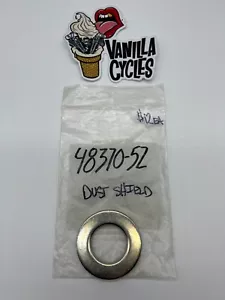 VANILLA
CYCLES
48370-52
DUST SHIELD